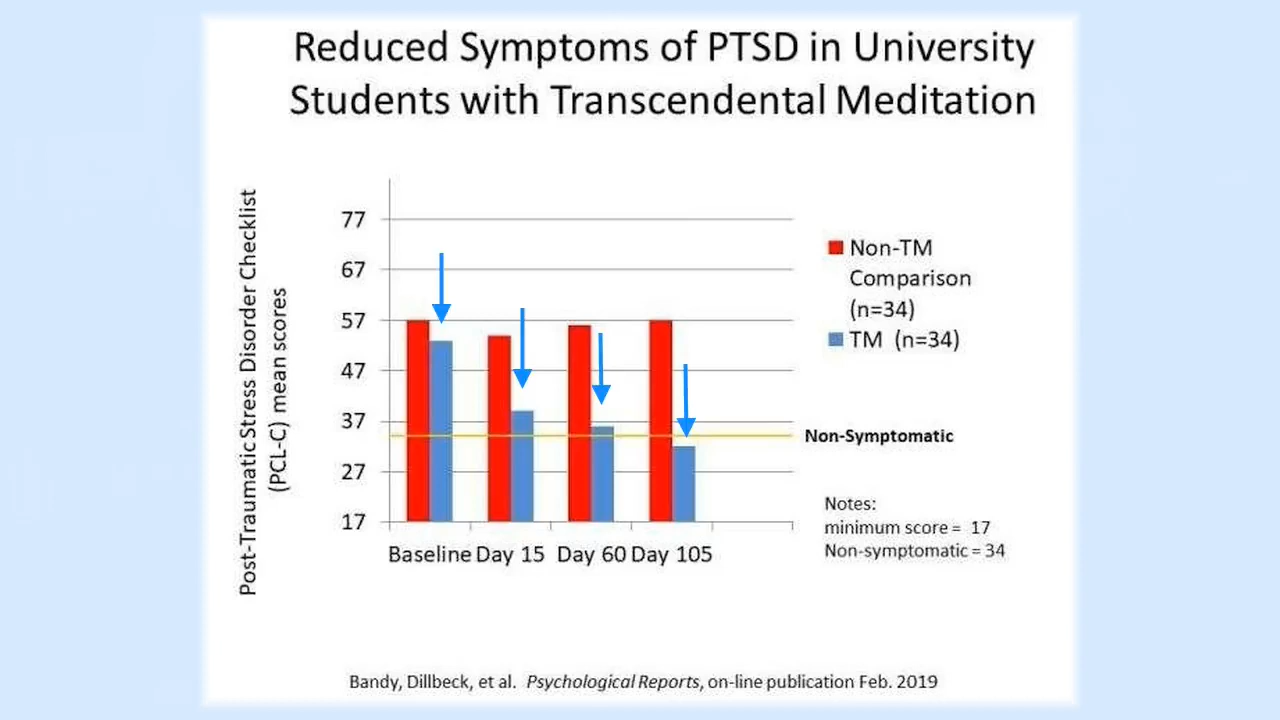 Reduced Symptoms of PTSD in University
Students with Transcendental Meditation
Post-Traumatic Stress Disorder Checklist
(PCL-C) mean scores
77
67
57
47
37
27
17
Baseline Day 15 Day 60 Day 105
Non-TM
Comparison
(n=34)
TM (n=34)
Non-Symptomatic
Notes:
minimum score = 17
Non-symptomatic = 34
Bandy, Dillbeck, et al. Psychological Reports, on-line publication Feb. 2019